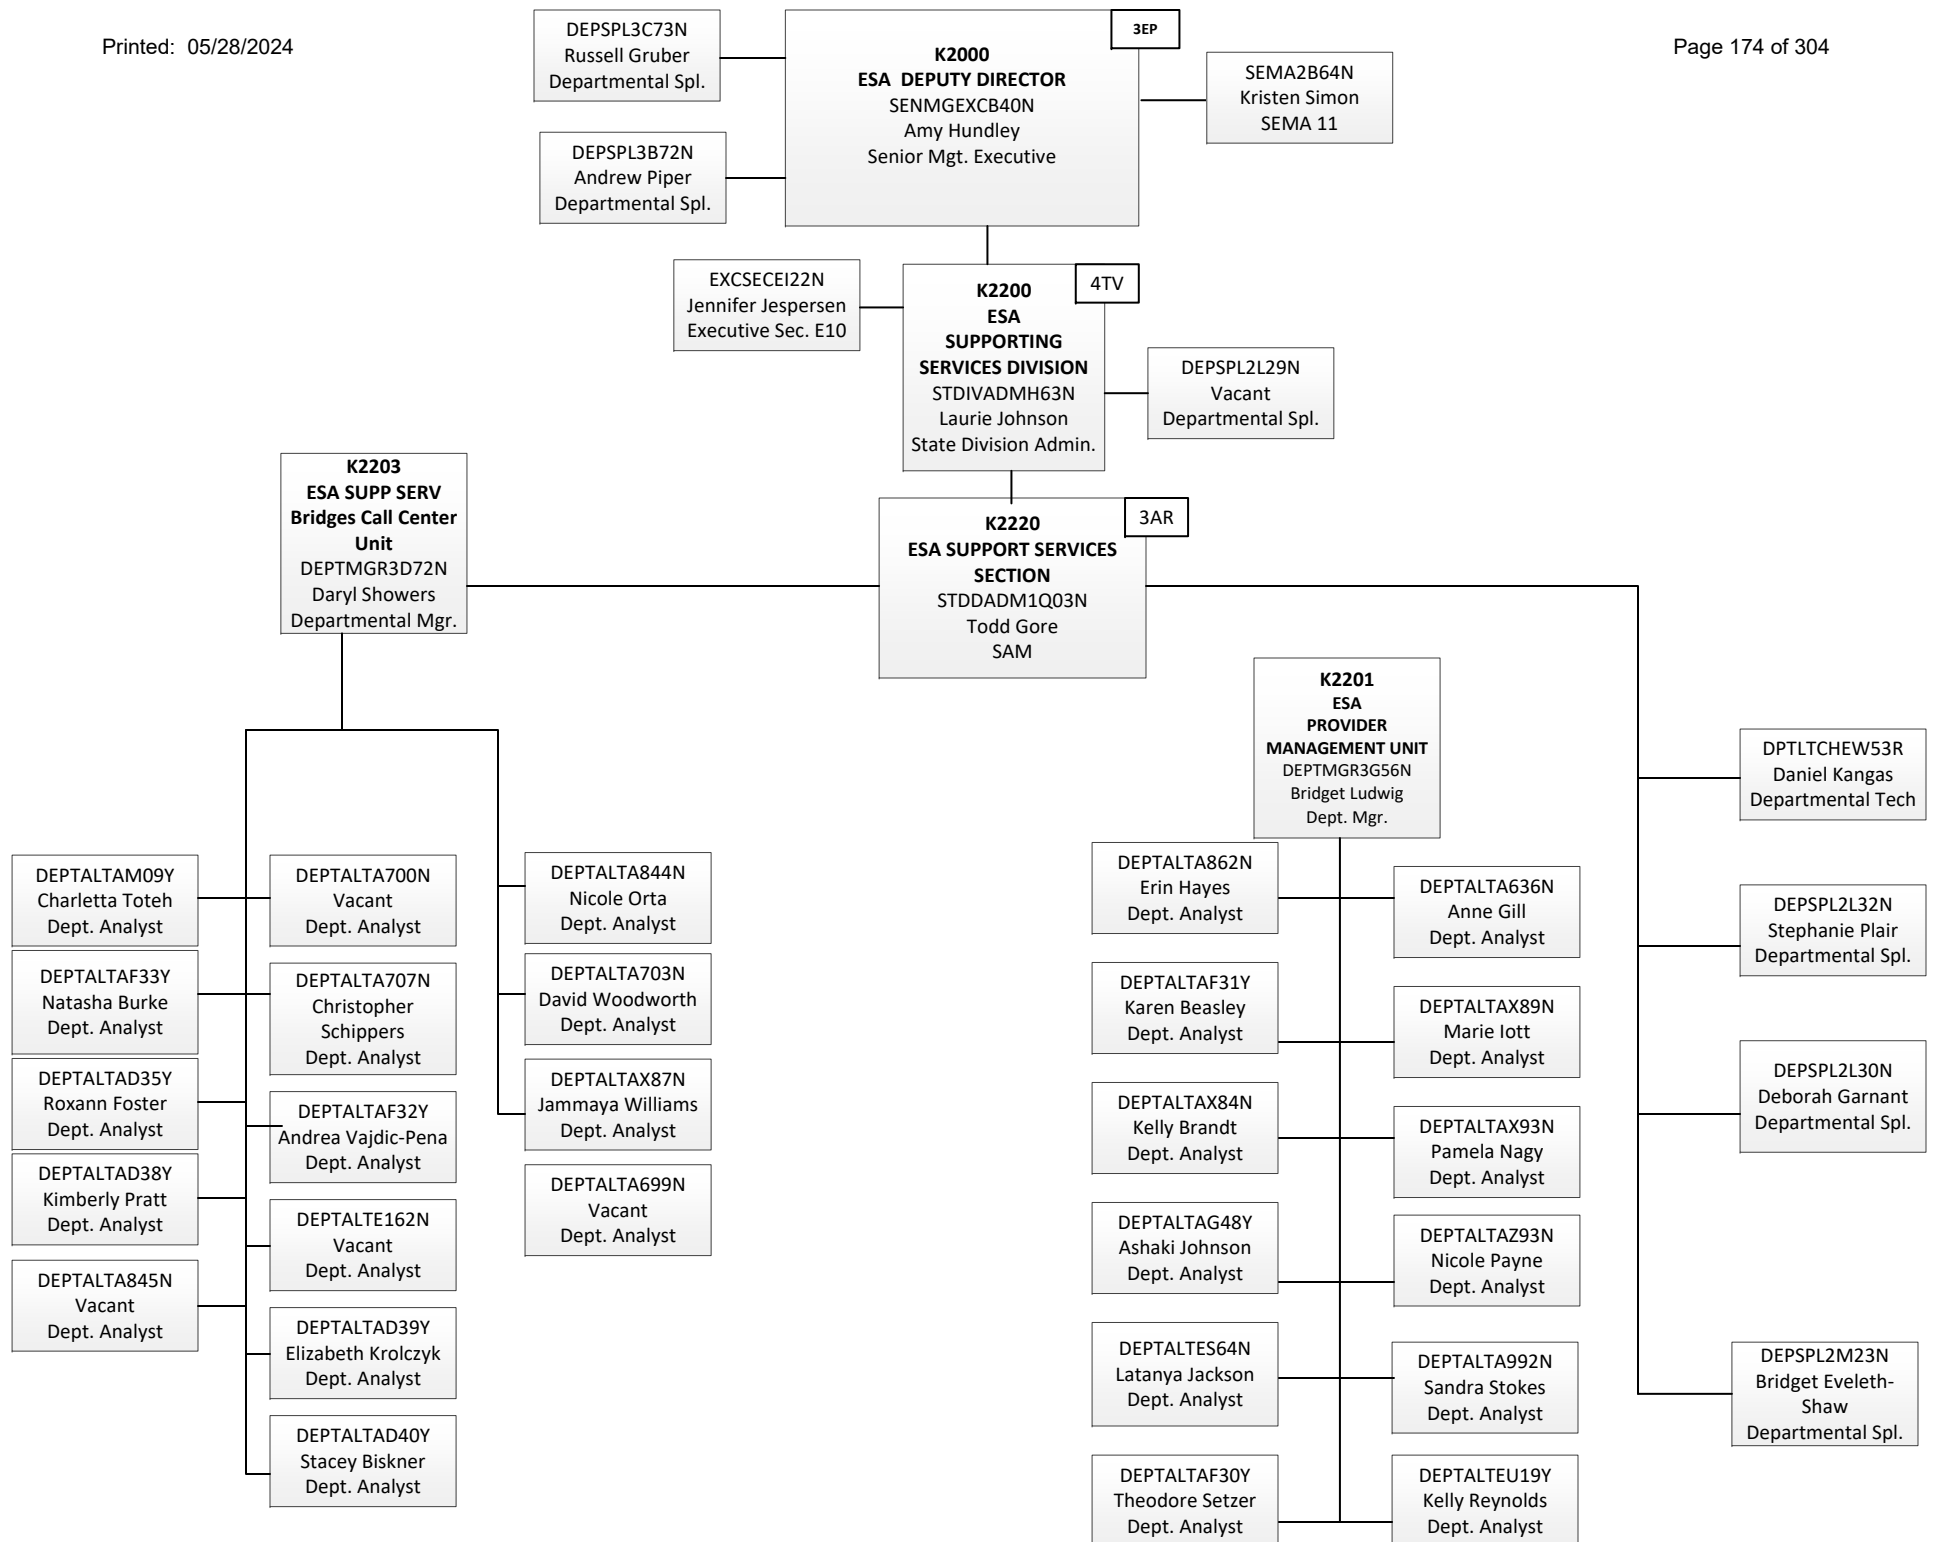 Printed:  05/28/2024
Page 174 of 304
DEPSPL3C73N
Russell Gruber
Departmental Spl.
3EP
K2000
ESA  DEPUTY DIRECTOR
SENMGEXCB40N
Amy Hundley
Senior Mgt. Executive
SEMA2B64N
Kristen Simon
SEMA 11
DEPSPL3B72N
Andrew Piper
Departmental Spl.
EXCSECEI22N
Jennifer Jespersen
Executive Sec. E10
4TV
K2200
ESA
SUPPORTING
SERVICES DIVISION
STDIVADMH63N
Laurie Johnson
State Division Admin.
DEPSPL2L29N
Vacant
Departmental Spl.
K2203
ESA SUPP SERV
Bridges Call Center
Unit
DEPTMGR3D72N
Daryl Showers
Departmental Mgr.
3AR
K2220
ESA SUPPORT SERVICES
SECTION
STDDADM1Q03N
Todd Gore
SAM
K2201
ESA
PROVIDER
MANAGEMENT UNIT
DEPTMGR3G56N
Bridget Ludwig
Dept. Mgr.
DEPTALTAM09Y
Charletta Toteh
Dept. Analyst
DEPTALTAF33Y
Natasha Burke
Dept. Analyst
DEPTALTAD35Y
Roxann Foster
Dept. Analyst
DEPTALTAD38Y
Kimberly Pratt
Dept. Analyst
DEPTALTA845N
Vacant
Dept. Analyst
DEPTALTA700N
Vacant
Dept. Analyst
DEPTALTA707N
Christopher
Schippers
Dept. Analyst
DEPTALTAF32Y
Andrea Vajdic-Pena
Dept. Analyst
DEPTALTE162N
Vacant
Dept. Analyst
DEPTALTAD39Y
Elizabeth Krolczyk
Dept. Analyst
DEPTALTAD40Y
Stacey Biskner
Dept. Analyst
DEPTALTA844N
Nicole Orta
Dept. Analyst
DEPTALTA703N
David Woodworth
Dept. Analyst
DEPTALTAX87N
Jammaya Williams
Dept. Analyst
DEPTALTA699N
Vacant
Dept. Analyst
DEPTALTA862N
Erin Hayes
Dept. Analyst
DEPTALTAF31Y
Karen Beasley
Dept. Analyst
DEPTALTAX84N
Kelly Brandt
Dept. Analyst
DEPTALTAG48Y
Ashaki Johnson
Dept. Analyst
DEPTALTES64N
Latanya Jackson
Dept. Analyst
DEPTALTAF30Y
Theodore Setzer
Dept. Analyst
DEPTALTA636N
Anne Gill
Dept. Analyst
DEPTALTAX89N
Marie Iott
Dept. Analyst
DEPTALTAX93N
Pamela Nagy
Dept. Analyst
DEPTALTAZ93N
Nicole Payne
Dept. Analyst
DEPTALTA992N
Sandra Stokes
Dept. Analyst
DEPTALTEU19Y
Kelly Reynolds
Dept. Analyst
DPTLTCHEW53R
Daniel Kangas
Departmental Tech
DEPSPL2L32N
Stephanie Plair
Departmental Spl.
DEPSPL2L30N
Deborah Garnant
Departmental Spl.
DEPSPL2M23N
Bridget Eveleth-
Shaw
Departmental Spl.